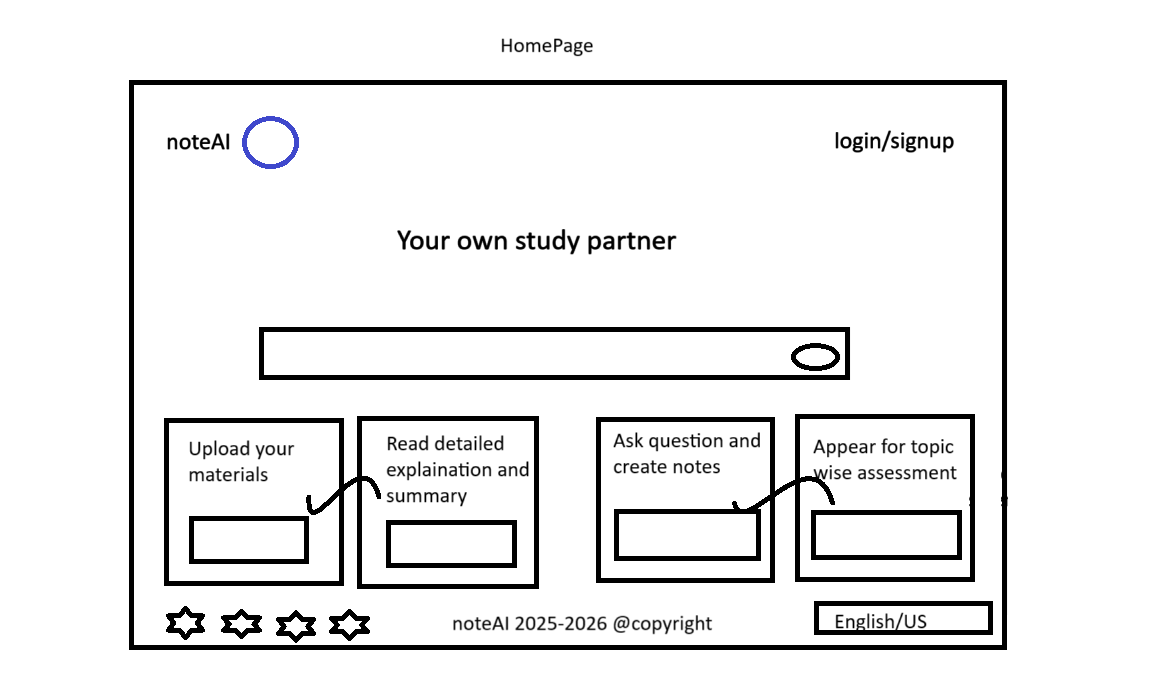 HomePage
noteAI
login/signup
Your own study partner
Upload your
materials
Read detailed
explaination and
summary
Ask question and
create notes
Appear for topic
wise assessment
noteAI 2025-2026 @copyright
English/US